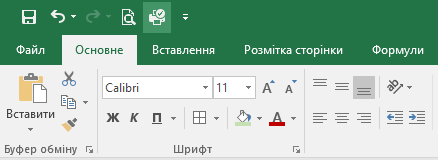 Файл Основне Вставлення Розмітка сторінки Формули
Calibri 11 A A
Вставити Ж К П A
Буфер обміну Шрифт